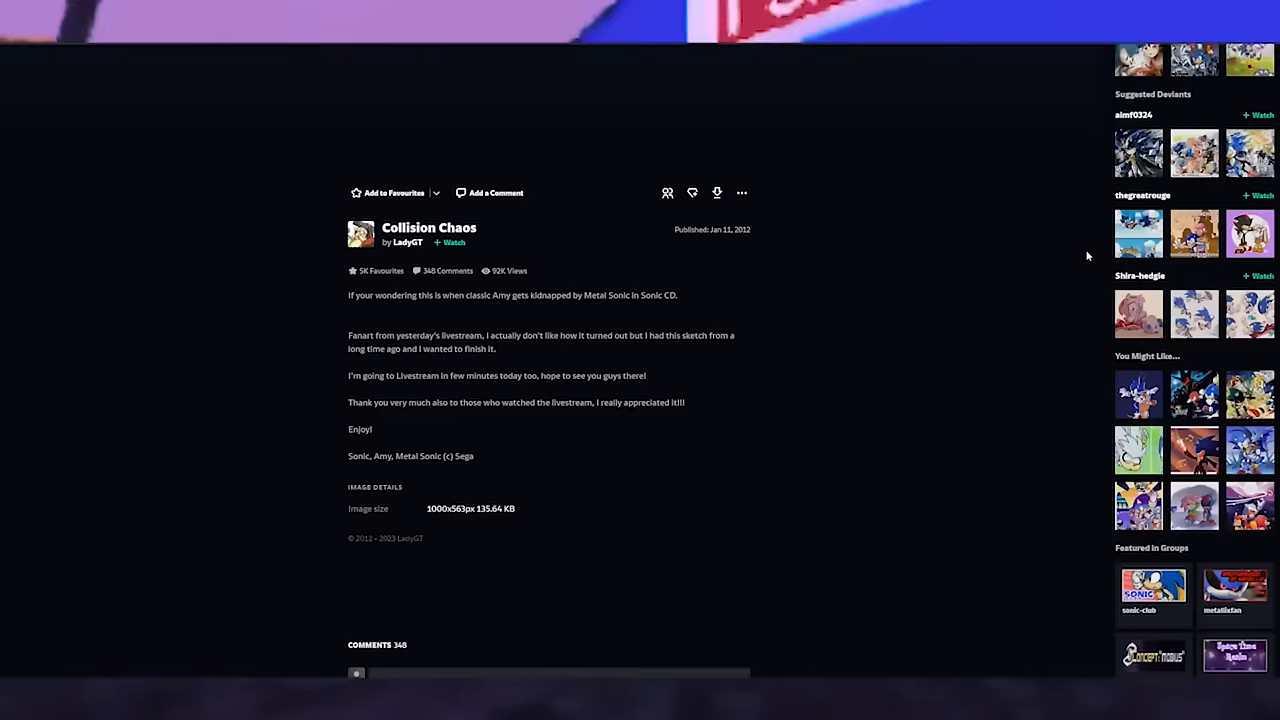 Suggested Deviants
aimf0324
+ Watch
thegreatrouge
+ Watch
Shira-hedgie
+ Watch
You Might Like...
Featured in Groups
sonic-club
metallixfan
CONCEPT: MOBIUS
Space Time Realm
Add to Favourites
Add a Comment
Collision Chaos
by LadyGT + Watch
Published: Jan 11, 2012
5K Favourites 348 Comments 92K Views
If your wondering this is when classic Amy gets kidnapped by Metal Sonic in Sonic CD.
Fanart from yesterday's livestream, I actually don't like how it turned out but I had this sketch from a
long time ago and I wanted to finish it.
I'm going to Livestream in few minutes today too, hope to see you guys there!
Thank you very much also to those who watched the livestream, I really appreciated it!!!
Enjoy!
Sonic, Amy, Metal Sonic (c) Sega
IMAGE DETAILS
Image size 1000x563px 135.64 KB
© 2012 - 2023 LadyGT
COMMENTS 348